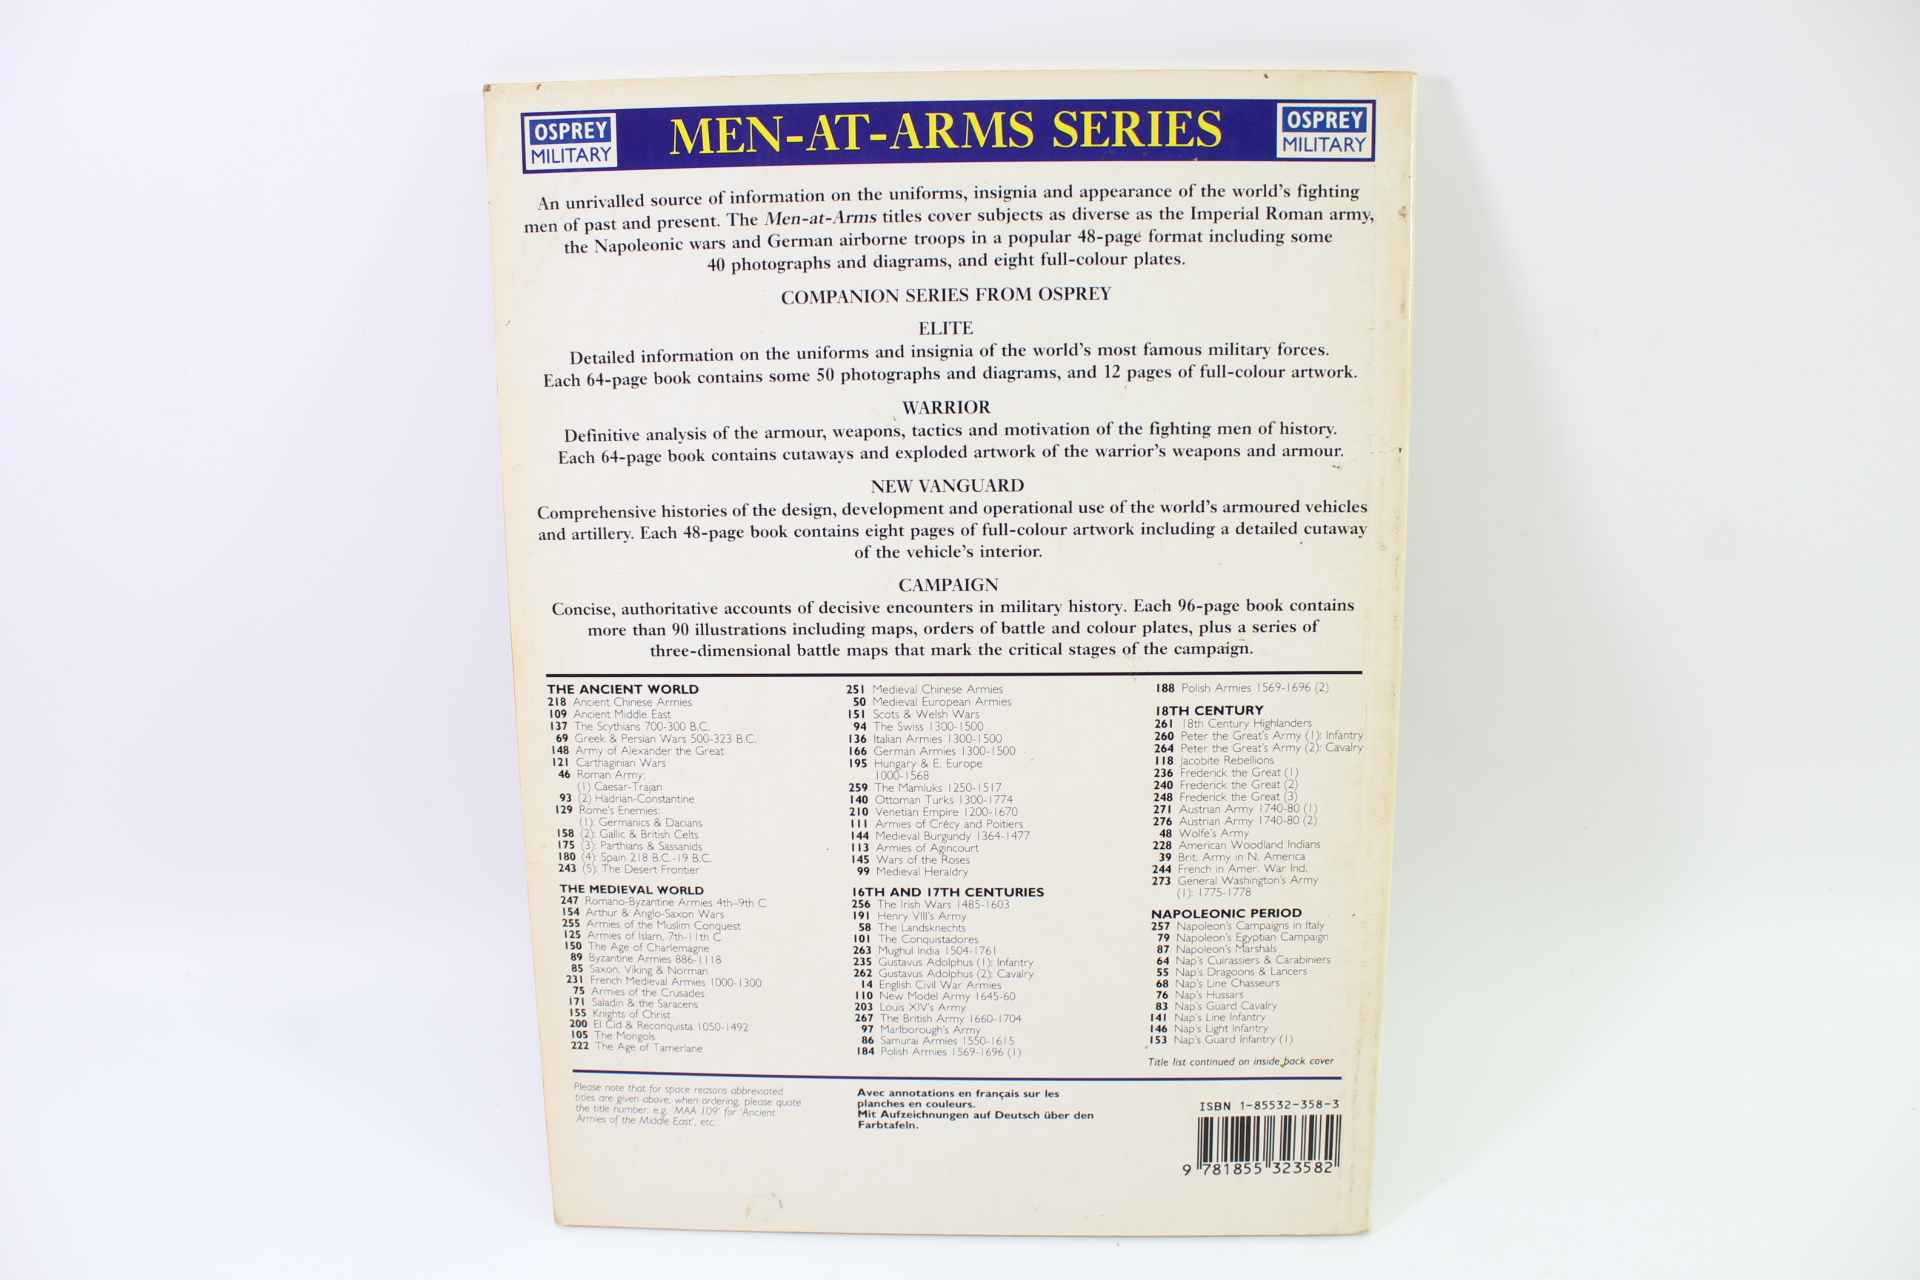 OSPREY
MILITARY
MEN-AT-ARMS SERIES
OSPREY
MILITARY
An unrivalled source of information on the uniforms, insignia and appearance of the world's fighting
men of past and present. The Men-at-Arms titles cover subjects as diverse as the Imperial Roman army,
the Napoleonic wars and German airborne troops in a popular 48-page format including some
40 photographs and diagrams, and eight full-colour plates.
COMPANION SERIES FROM OSPREY
ELITE
Detailed information on the uniforms and insignia of the world's most famous military forces.
Each 64-page book contains some 50 photographs and diagrams, and 12 pages of full-colour artwork.
WARRIOR
Definitive analysis of the armour, weapons, tactics and motivation of the fighting men of history.
Each 64-page book contains cutaways and exploded artwork of the warrior's weapons and armour.
NEW VANGUARD
Comprehensive histories of the design, development and operational use of the world's armoured vehicles
and artillery. Each 48-page book contains eight pages of full-colour artwork including a detailed cutaway
of the vehicle's interior.
CAMPAIGN
Concise, authoritative accounts of decisive encounters in military history. Each 96-page book contains
more than 90 illustrations including maps, orders of battle and colour plates, plus a series of
three-dimensional battle maps that mark the critical stages of the campaign.
THE ANCIENT WORLD
218 Ancient Chinese Armies
109 Ancient Middle East
137 The Scythians 700-300 B.C.
69 Greek & Persian Wars 500-323 B.C.
148 Army of Alexander the Great
121 Carthaginian Wars
46 Roman Army:
(1) Caesar-Trajan
93 (2) Hadrian-Constantine
129 Rome's Enemies:
(1): Germanics & Dacians
158 (2): Gallic & British Celts
175 (3): Parthians & Sassanids
180 (4): Spain 218 B.C.-19 B.C.
243 (5): The Desert Frontier
THE MEDIEVAL WORLD
247 Romano-Byzantine Armies 4th-9th C
154 Arthur & Anglo-Saxon Wars
255 Armies of the Muslim Conquest
125 Armies of Islam, 7th-11th C
150 The Age of Charlemagne
89 Byzantine Armies 886-1118
85 Saxon, Viking & Norman
231 French Medieval Armies 1000-1300
75 Armies of the Crusades
171 Saladin & the Saracens
155 Knights of Christ
200 El Cid & Reconquista 1050-1492
105 The Mongols
222 The Age of Tamerlane
251 Medieval Chinese Armies
50 Medieval European Armies
151 Scots & Welsh Wars
94 The Swiss 1300-1500
136 Italian Armies 1300-1500
166 German Armies 1300-1500
195 Hungary & E. Europe
1000-1568
259 The Mamluks 1250-1517
140 Ottoman Turks 1300-1774
210 Venetian Empire 1200-1670
111 Armies of Crécy and Poitiers
144 Medieval Burgundy 1364-1477
113 Armies of Agincourt
145 Wars of the Roses
99 Medieval Heraldry
16TH AND 17TH CENTURIES
256 The Irish Wars 1485-1603
191 Henry VIII's Army
58 The Landsknechts
101 The Conquistadores
263 Mughul India 1504-1761
235 Gustavus Adolphus (1): Infantry
262 Gustavus Adolphus (2): Cavalry
14 English Civil War Armies
110 New Model Army 1645-60
203 Louis XIV's Army
267 The British Army 1660-1704
97 Marlborough's Army
86 Samurai Armies 1550-1615
184 Polish Armies 1569-1696 (1)
188 Polish Armies 1569-1696 (2)
18TH CENTURY
261 18th Century Highlanders
260 Peter the Great's Army (1): Infantry
264 Peter the Great's Army (2): Cavalry
118 Jacobite Rebellions
236 Frederick the Great (1)
240 Frederick the Great (2)
248 Frederick the Great (3)
271 Austrian Army 1740-80 (1)
276 Austrian Army 1740-80 (2)
48 Wolfe's Army
228 American Woodland Indians
39 Brit. Army in N. America
244 French in Amer. War Ind.
273 General Washington's Army
(1): 1775-1778
NAPOLEONIC PERIOD
257 Napoleon's Campaigns in Italy
79 Napoleon's Egyptian Campaign
87 Napoleon's Marshals
64 Nap's Cuirassiers & Carabiniers
55 Nap's Dragoons & Lancers
68 Nap's Line Chasseurs
76 Nap's Hussars
83 Nap's Guard Cavalry
141 Nap's Line Infantry
146 Nap's Light Infantry
153 Nap's Guard Infantry (1)
Title list continued on inside back cover
Please note that for space reasons abbreviated
titles are given above; when ordering, please quote
the title number, e.g. 'MAA 109' for 'Ancient
Armies of the Middle East', etc.
Avec annotations en français sur les
planches en couleurs.
Mit Aufzeichnungen auf Deutsch über den
Farbtafeln.
ISBN 1-85532-358-3
9 781855 323582